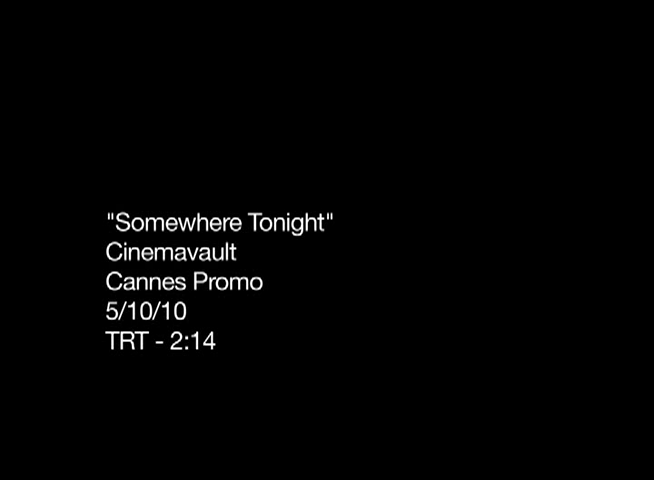 "Somewhere Tonight"
Cinemavault
Cannes Promo
5/10/10
TRT - 2:14